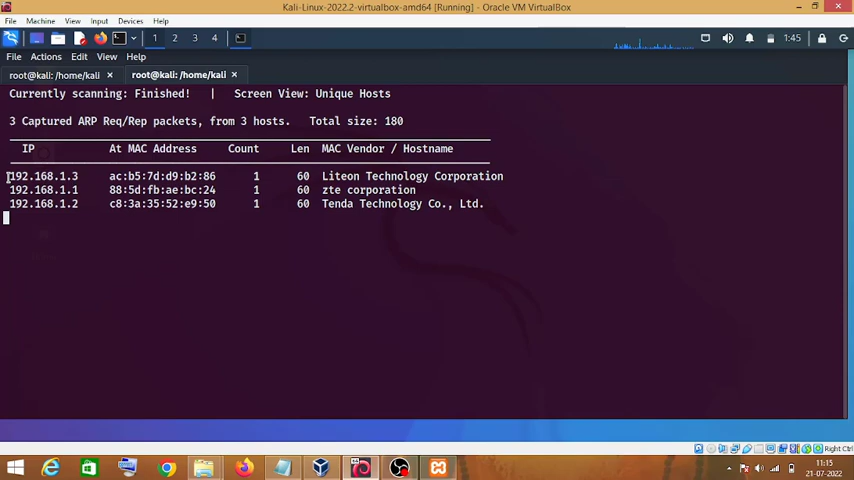 Kali-Linux-2022.2-virtualbox-amd64 [Running] - Oracle VM VirtualBox
File Machine View Input Devices Help
1 2 3 4 1:45
File Actions Edit View Help
root@kali: /home/kali × root@kali: /home/kali ×
Currently scanning: Finished! | Screen View: Unique Hosts
3 Captured ARP Req/Rep packets, from 3 hosts. Total size: 180
IP At MAC Address Count Len MAC Vendor / Hostname
192.168.1.3 ac:b5:7d:d9:b2:86 1 60 Liteon Technology Corporation
192.168.1.1 88:5d:fb:ae:bc:24 1 60 zte corporation
192.168.1.2 c8:3a:35:52:e9:50 1 60 Tenda Technology Co., Ltd.
Right Ctrl
11:15
21-07-2022